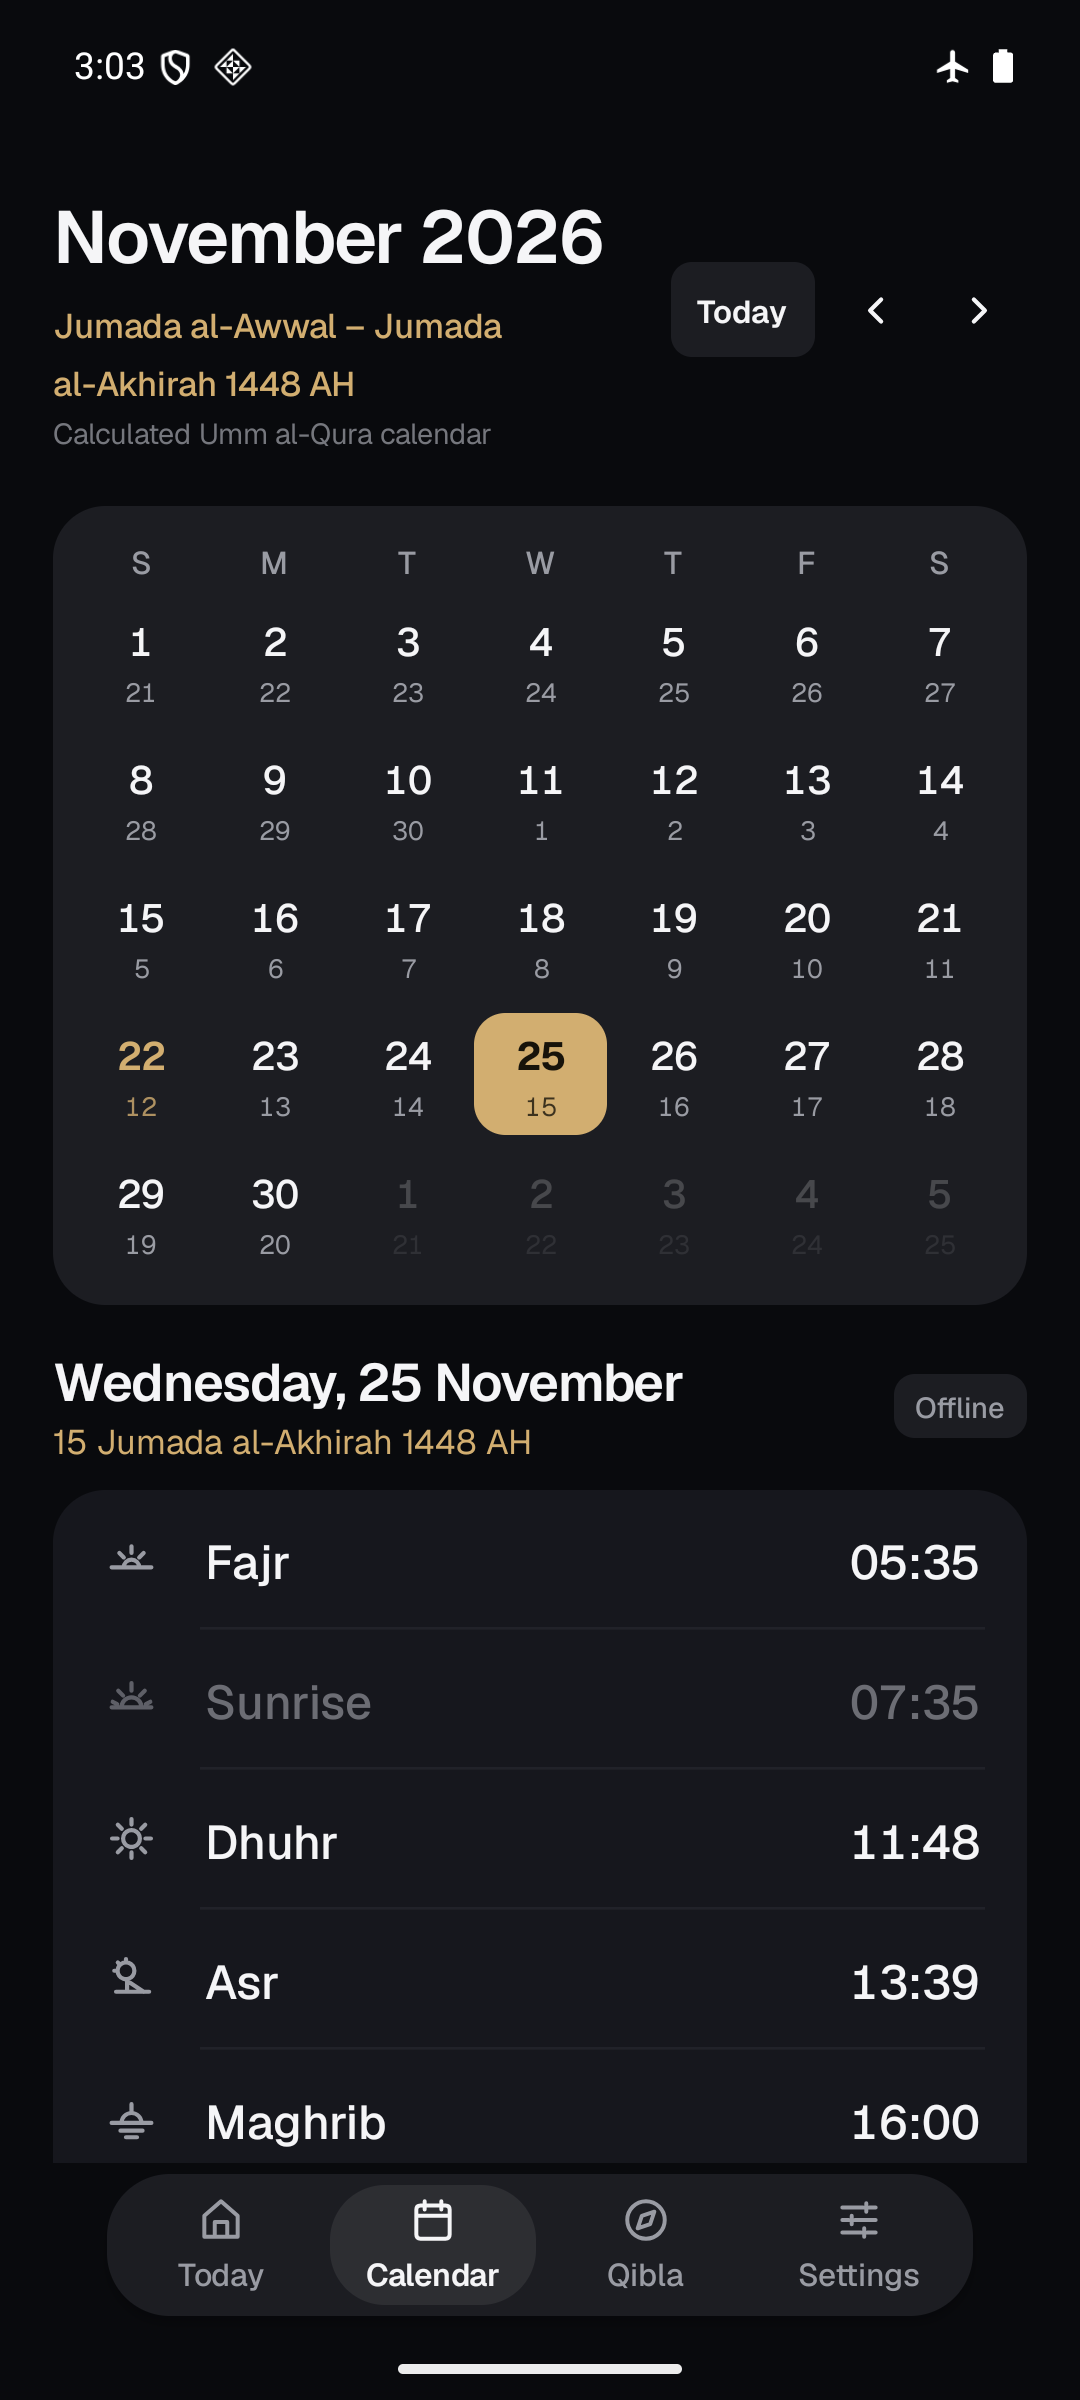 3:03
November 2026
Jumada al-Awwal – Jumada
al-Akhirah 1448 AH
Calculated Umm al-Qura calendar
Today
S M T W T F S
1 2 3 4 5 6 7
21 22 23 24 25 26 27
8 9 10 11 12 13 14
28 29 30 1 2 3 4
15 16 17 18 19 20 21
5 6 7 8 9 10 11
22 23 24 25 26 27 28
12 13 14 15 16 17 18
29 30 1 2 3 4 5
19 20 21 22 23 24 25
Wednesday, 25 November
Offline
15 Jumada al-Akhirah 1448 AH
Fajr 05:35
Sunrise 07:35
Dhuhr 11:48
Asr 13:39
Maghrib 16:00
Today Calendar Qibla Settings